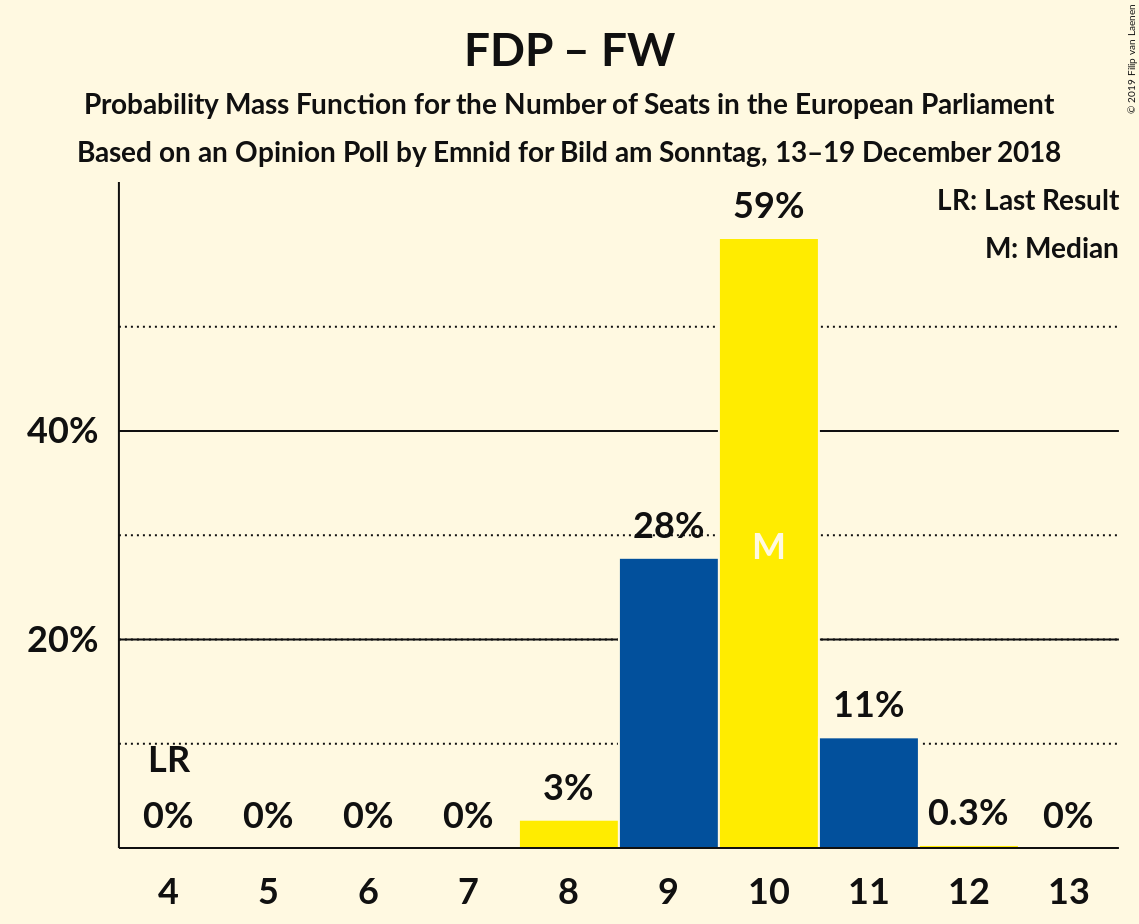 FDP – FW
Probability Mass Function for the Number of Seats in the European Parliament
Based on an Opinion Poll by Emnid for Bild am Sonntag, 13–19 December 2018
© 2019 Filip van Laenen
LR: Last Result
M: Median
59%
40%
28%
M
20%
11%
LR
3%
0% 0% 0% 0% 0.3% 0%
4 5 6 7 8 9 10 11 12 13